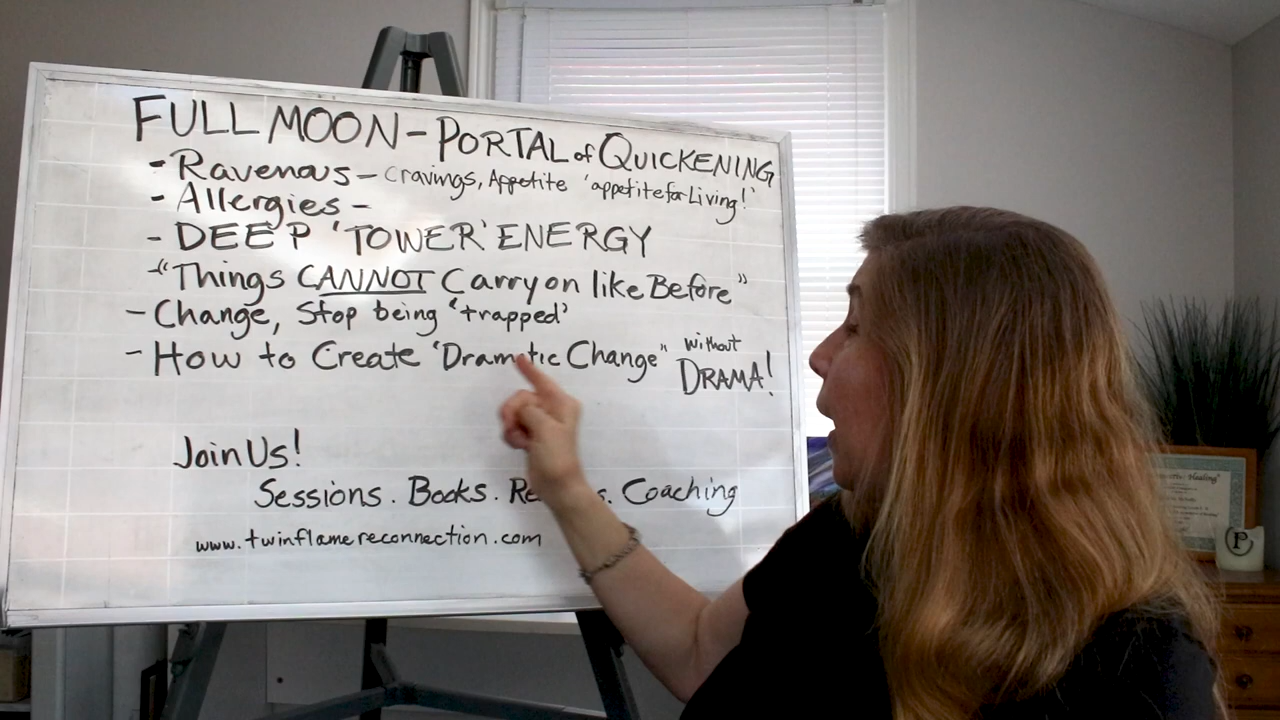 FULL MOON - PORTAL of QUICKENING
- Ravenous - Cravings, Appetite 'appetite for Living!'
- Allergies -
- DEEP 'TOWER' ENERGY
- "Things CANNOT Carry on like Before"
- Change, Stop being 'trapped'
- How to Create 'Dramatic Change" without DRAMA!
Join Us!
Sessions. Books. Coaching
www.twinflamereconnection.com
Healing"
P